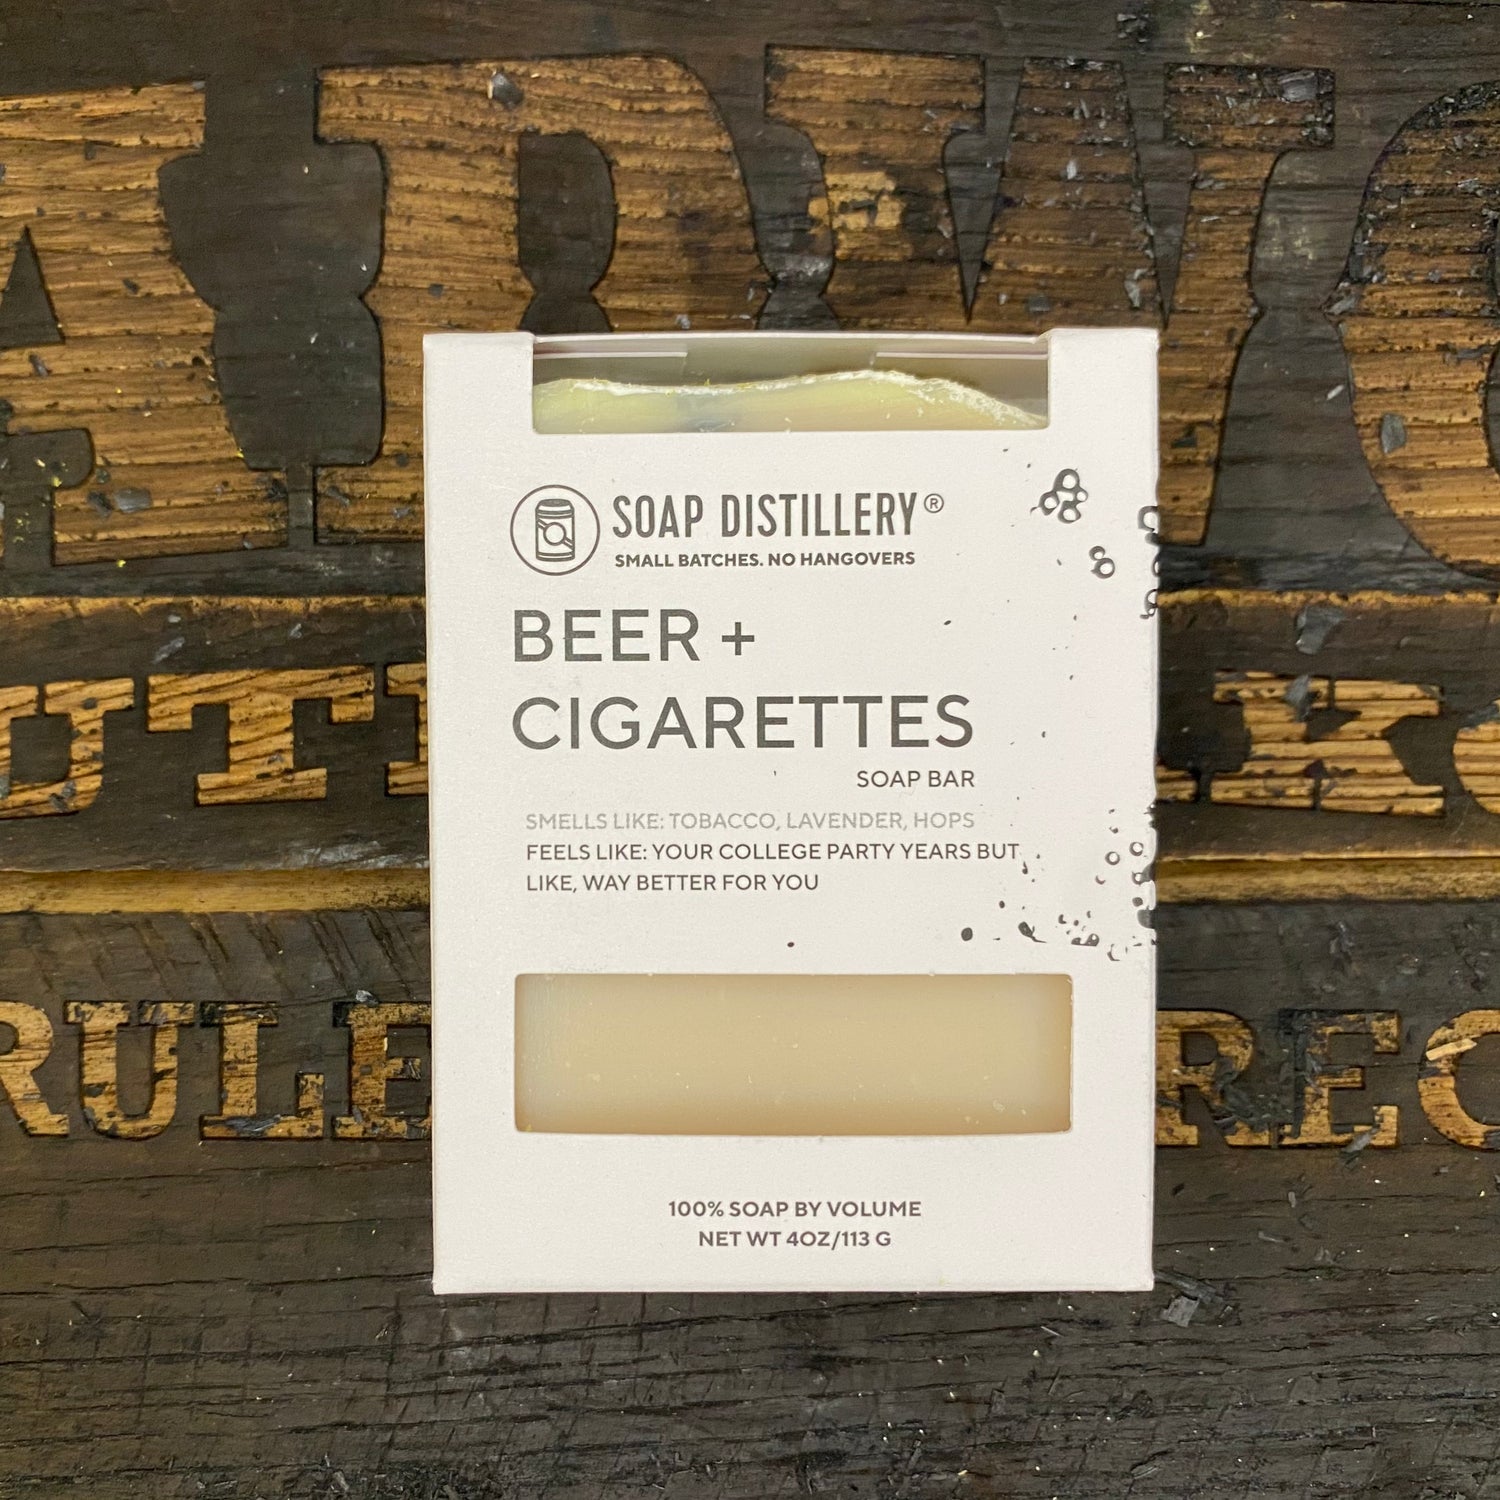 SOAP DISTILLERY®
SMALL BATCHES. NO HANGOVERS
BEER +
CIGARETTES
SOAP BAR
SMELLS LIKE: TOBACCO, LAVENDER, HOPS
FEELS LIKE: YOUR COLLEGE PARTY YEARS BUT
LIKE, WAY BETTER FOR YOU
100% SOAP BY VOLUME
NET WT 4OZ/113 G
RULE